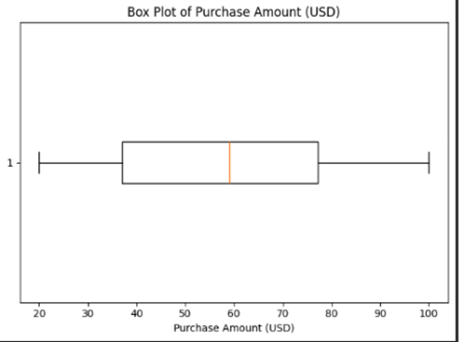 Box Plot of Purchase Amount (USD)
1
20 30 40 50 60 70 80 90 100
Purchase Amount (USD)